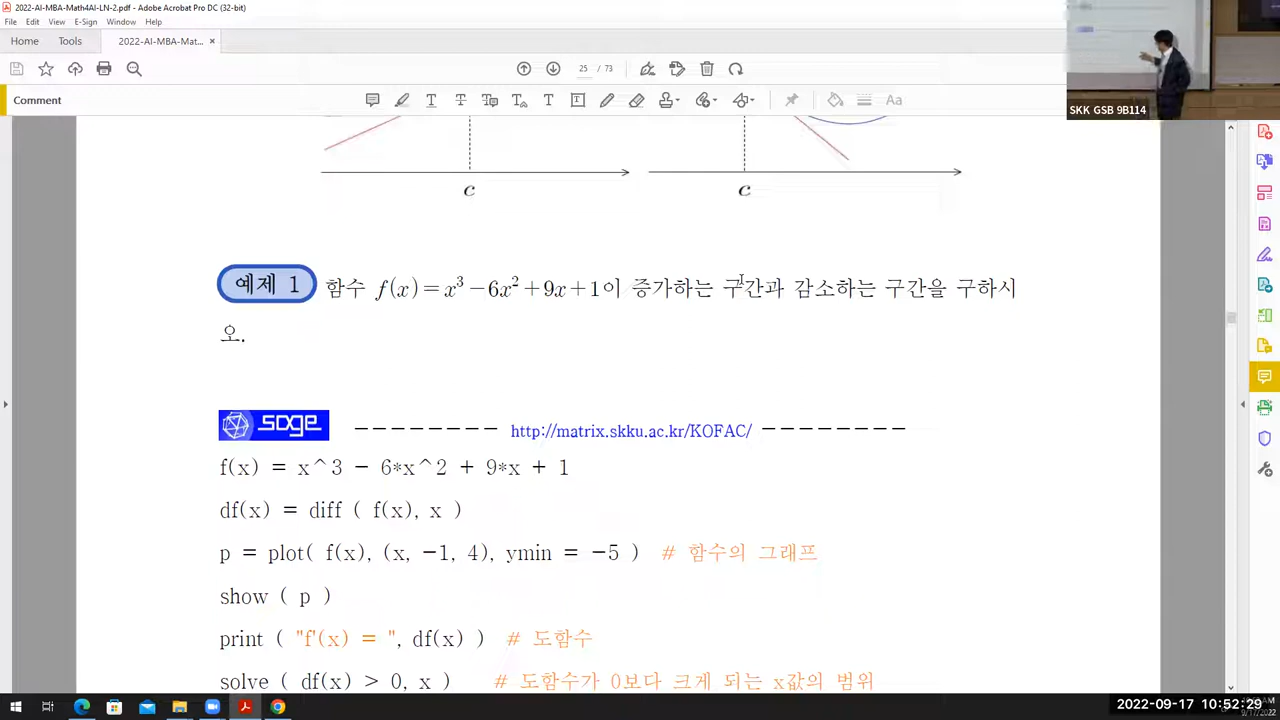 2022-AI-MBA-Math4AI-LN-2.pdf - Adobe Acrobat Pro DC (32-bit)
File Edit View E-Sign Window Help
Home Tools 2022-AI-MBA-Mat... ×
25 / 73
Comment
SKK GSB 9B114
c c
예제 1 함수 f(x)=x³−6x²+9x+1이 증가하는 구간과 감소하는 구간을 구하시
오.
sage -------- http://matrix.skku.ac.kr/KOFAC/ --------
f(x) = x^3 - 6*x^2 + 9*x + 1
df(x) = diff ( f(x), x )
p = plot( f(x), (x, -1, 4), ymin = -5 ) # 함수의 그래프
show ( p )
print ( "f'(x) = ", df(x) ) # 도함수
solve ( df(x) > 0, x ) # 도함수가 0보다 크게 되는 x값의 범위
2022-09-17 10:52:29